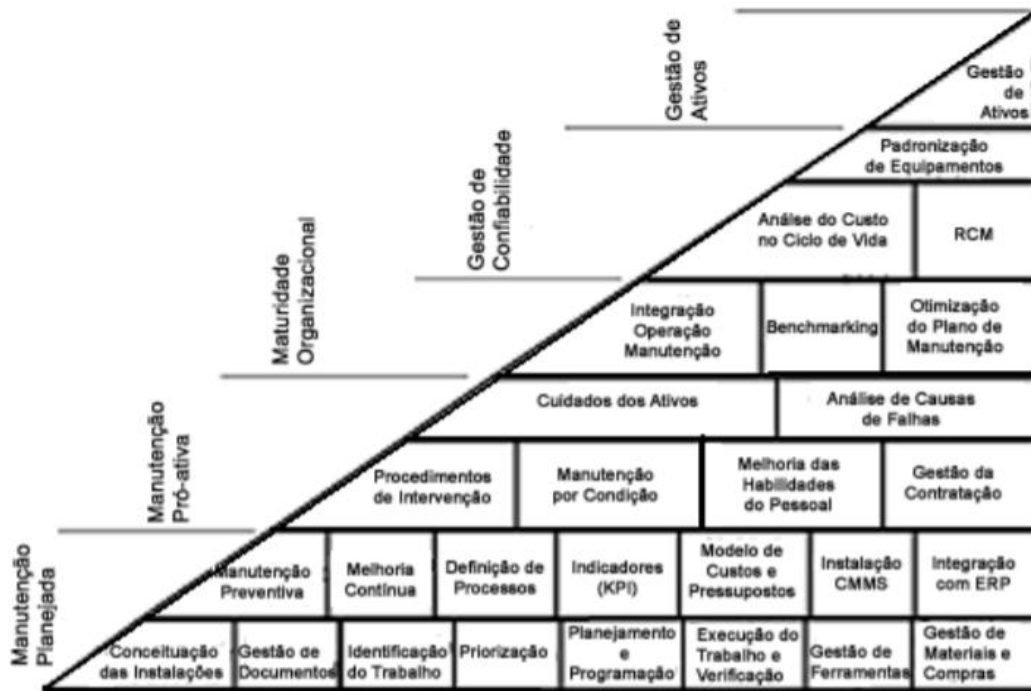 Gestão de
Ativos
Gestão
de
Ativos
Padronização
de Equipamentos
Gestão de
Confiabilidade
Análse do Custo
no Ciclo de Vida
RCM
Maturidade
Organizacional
Integração
Operação
Manutenção
Benchmarking
Otimização
do Plano de
Manutenção
Cuidados dos Ativos
Análise de Causas
de Falhas
Manutenção
Pró-ativa
Procedimentos
de Intervenção
Manutenção
por Condição
Melhoria das
Habilidades
do Pessoal
Gestão da
Contratação
Manutenção
Planejada
Manutenção
Preventiva
Melhoria
Contínua
Definição de
Processos
Indicadores
(KPI)
Modelo de
Custos e
Pressupostos
Instalação
CMMS
Integração
com ERP
Conceituação
das Instalações
Gestão de
Documentos
Identificação
do Trabalho
Priorização
Planejamento
e
Programação
Execução do
Trabalho e
Verificação
Gestão de
Ferramentas
Gestão de
Materiais e
Compras